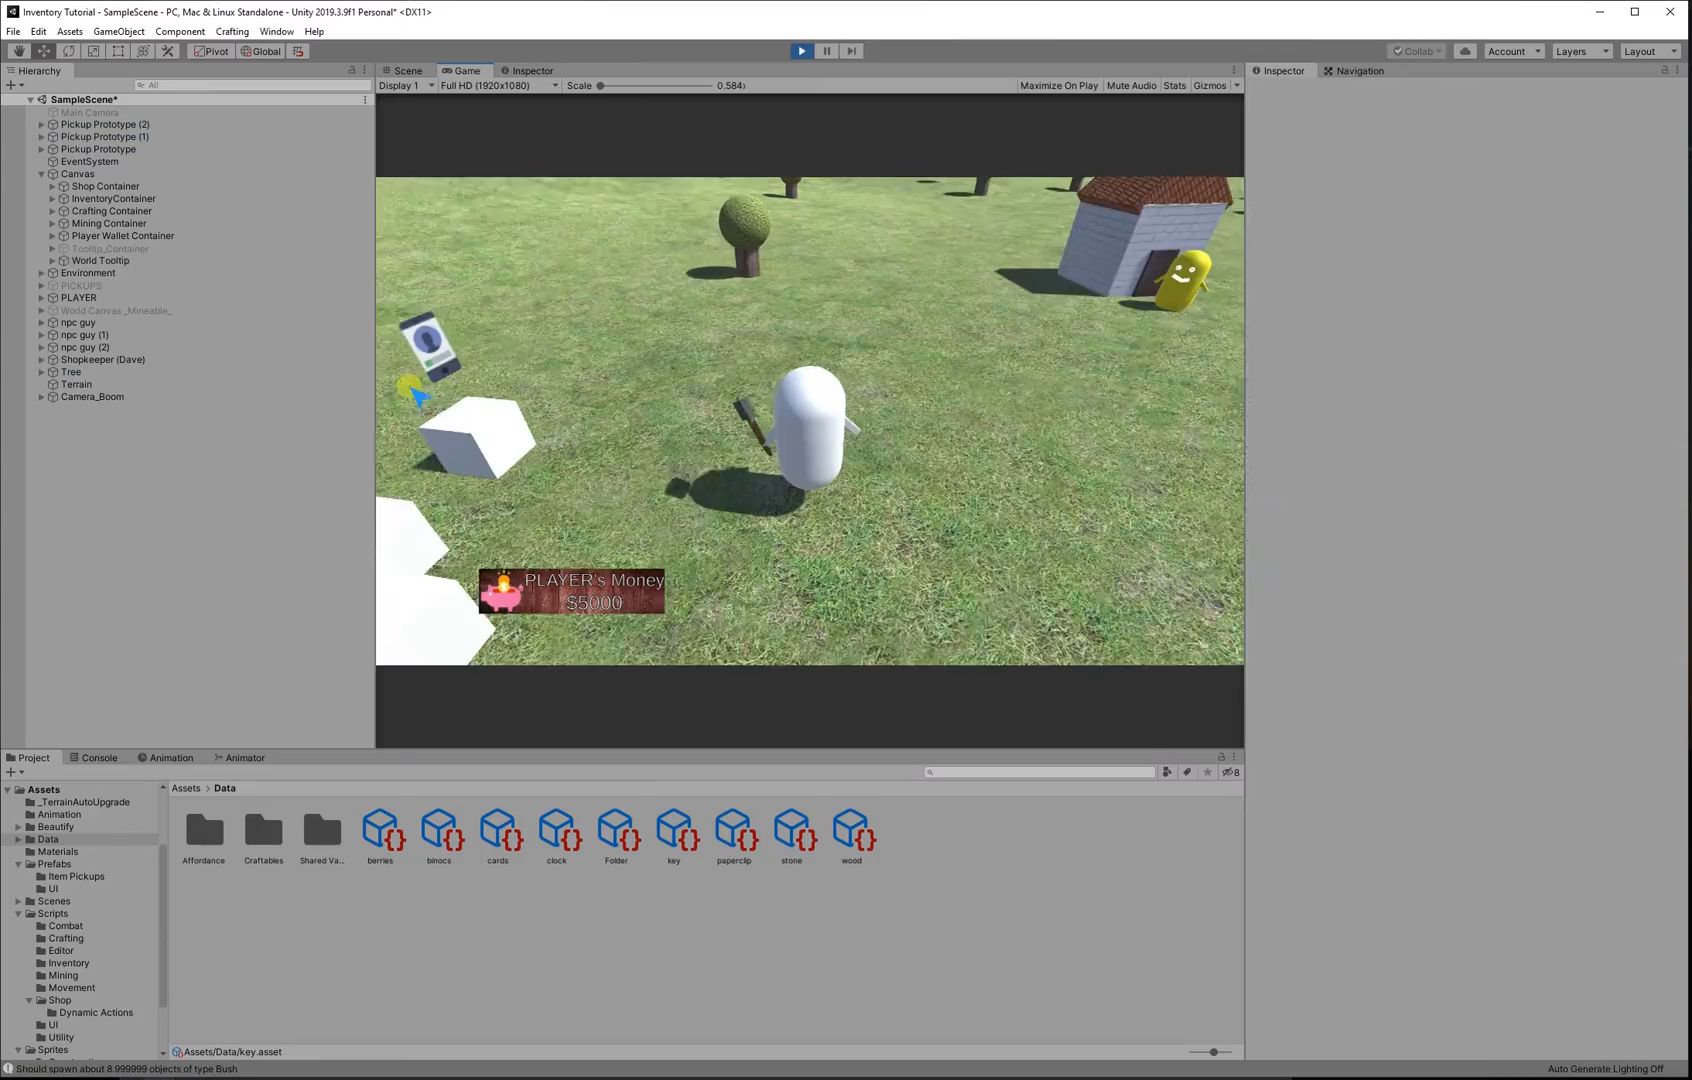 Inventory Tutorial - SampleScene - PC, Mac & Linux Standalone - Unity 2019.3.9f1 Personal* <DX11>
File Edit Assets GameObject Component Crafting Window Help
Pivot Global Collab Account Layers Layout
Hierarchy
All
SampleScene*
Main Camera
Pickup Prototype (2)
Pickup Prototype (1)
Pickup Prototype
EventSystem
Canvas
Shop Container
InventoryContainer
Crafting Container
Mining Container
Player Wallet Container
Tooltip_Container
World Tooltip
Environment
PICKUPS
PLAYER
World Canvas _Mineable_
npc guy
npc guy (1)
npc guy (2)
Shopkeeper (Dave)
Tree
Terrain
Camera_Boom
Scene Game Inspector
Display 1 Full HD (1920x1080) Scale 0.584x Maximize On Play Mute Audio Stats Gizmos
PLAYER's Money
$5000
Inspector Navigation
Project Console Animation Animator
8
Assets
_TerrainAutoUpgrade
Animation
Beautify
Data
Materials
Prefabs
Item Pickups
UI
Scenes
Scripts
Combat
Crafting
Editor
Inventory
Mining
Movement
Shop
Dynamic Actions
UI
Utility
Sprites
Assets > Data
Affordance Craftables Shared Va... berries binocs cards clock Folder key paperclip stone wood
Assets/Data/key.asset
Should spawn about 8.999999 objects of type Bush
Auto Generate Lighting Off